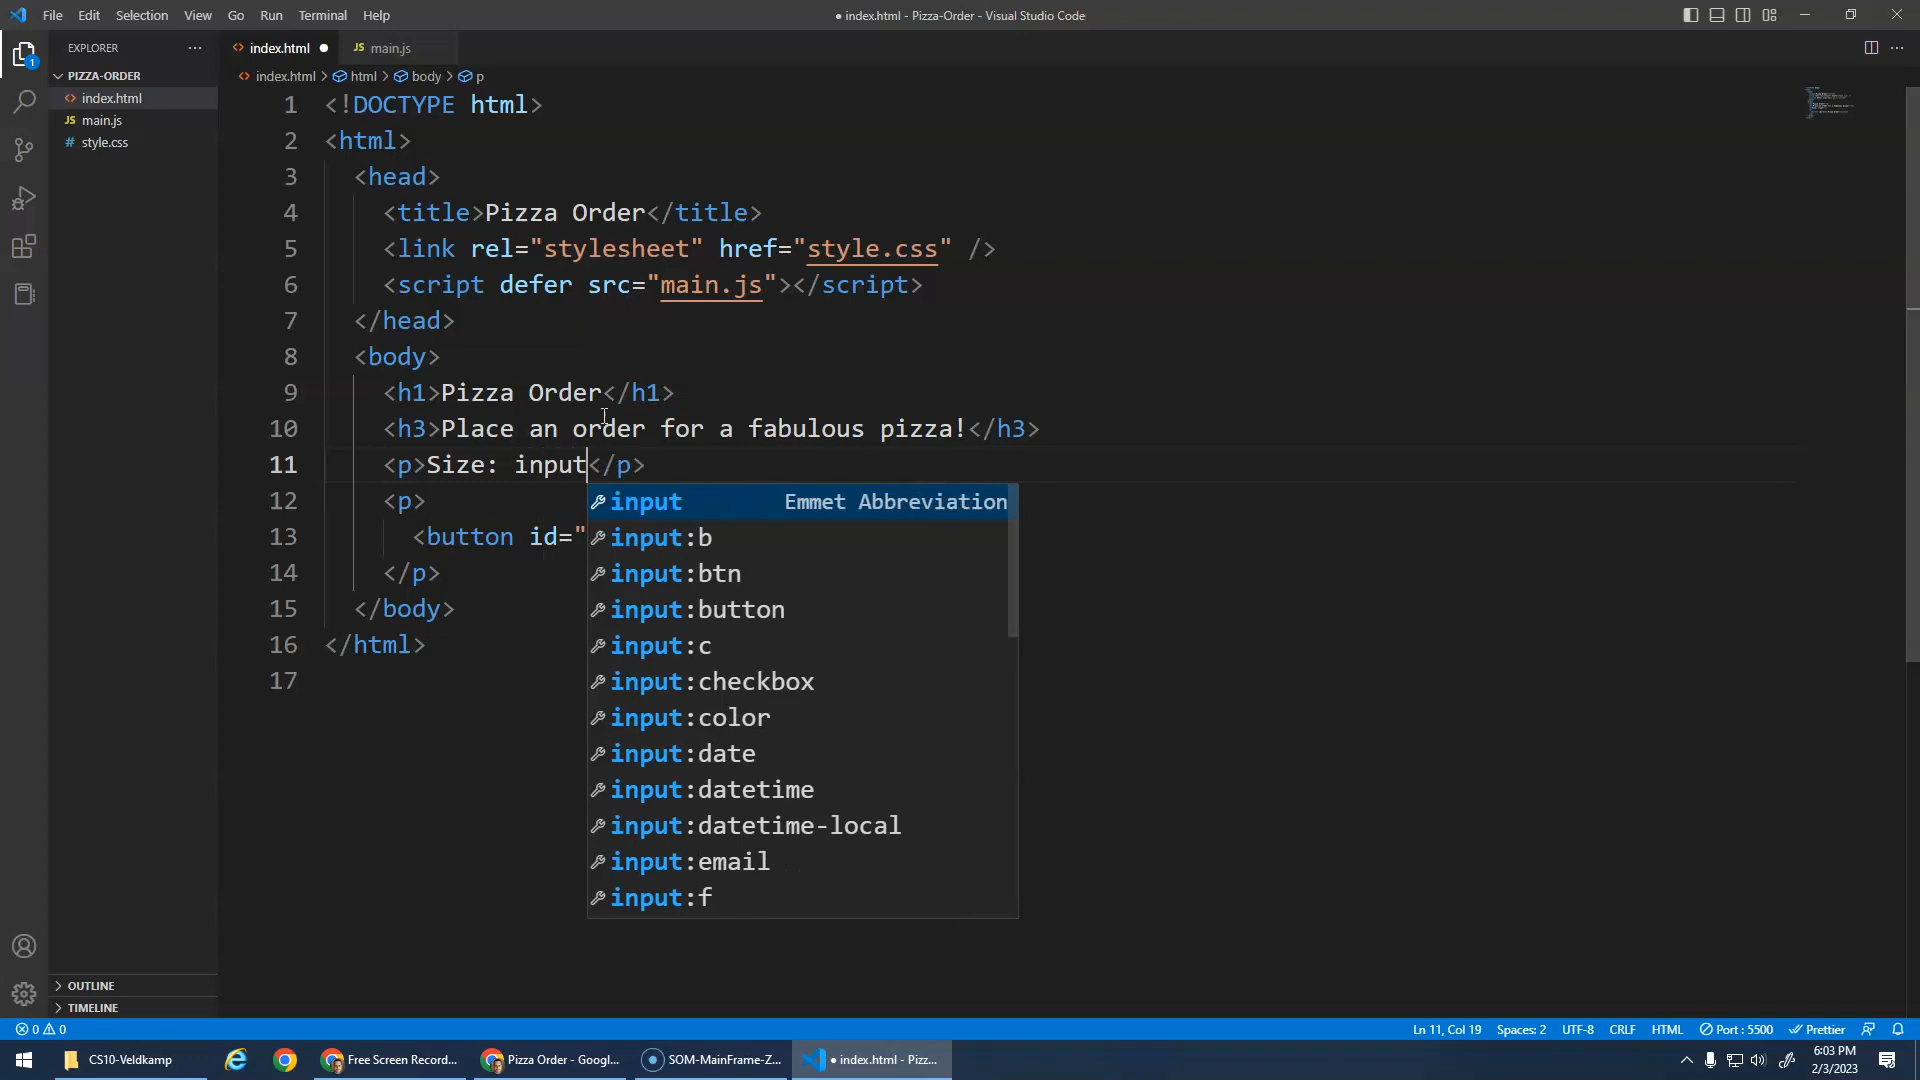 File Edit Selection View Go Run Terminal Help
● index.html - Pizza-Order - Visual Studio Code
EXPLORER
PIZZA-ORDER
index.html
JS main.js
# style.css
OUTLINE
TIMELINE
1
index.html ●
JS main.js
index.html > html > body > p
1 <!DOCTYPE html>
2 <html>
3 <head>
4 <title>Pizza Order</title>
5 <link rel="stylesheet" href="style.css" />
6 <script defer src="main.js"></script>
7 </head>
8 <body>
9 <h1>Pizza Order</h1>
10 <h3>Place an order for a fabulous pizza!</h3>
11 <p>Size: input</p>
12 <p>
13 <button id="
14 </p>
15 </body>
16 </html>
17
input Emmet Abbreviation
input:b
input:btn
input:button
input:c
input:checkbox
input:color
input:date
input:datetime
input:datetime-local
input:email
input:f
0 0
Ln 11, Col 19 Spaces: 2 UTF-8 CRLF HTML Port : 5500 Prettier
CS10-Veldkamp
Free Screen Record...
Pizza Order - Googl...
SOM-MainFrame-Z...
● index.html - Pizz...
6:03 PM
2/3/2023